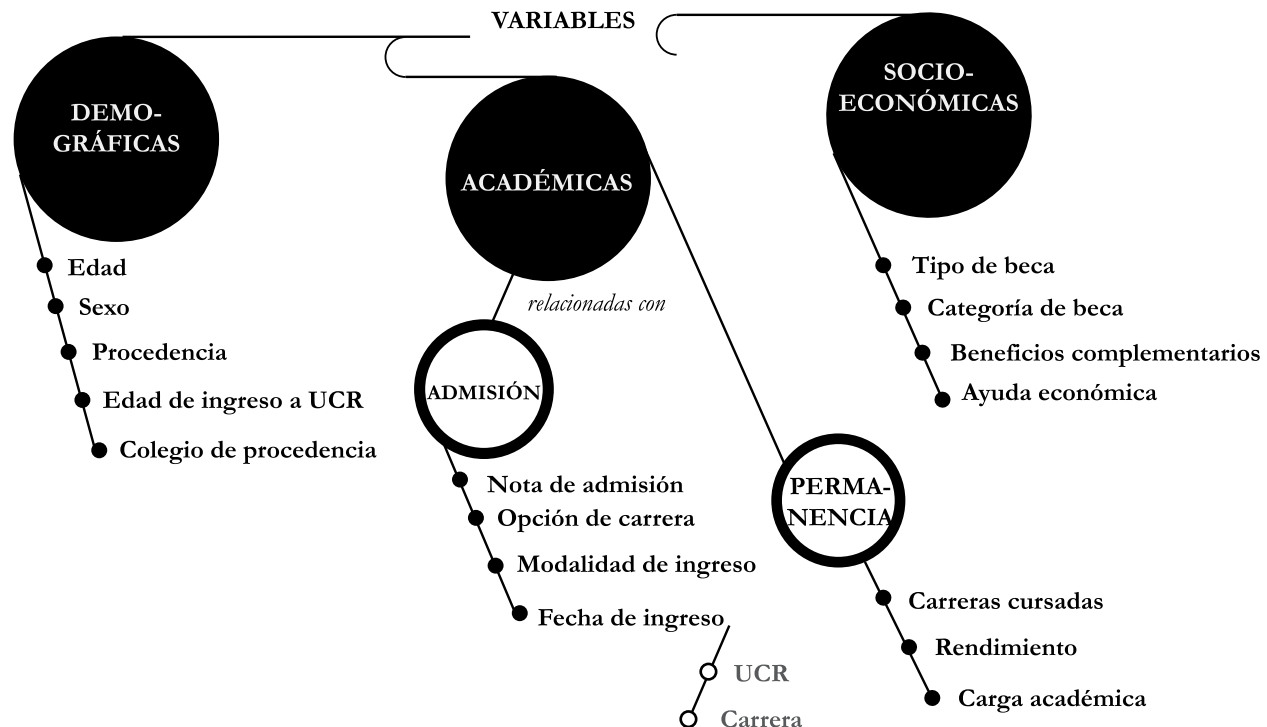 VARIABLES
DEMO-
GRÁFICAS
Edad
Sexo
Procedencia
Edad de ingreso a UCR
Colegio de procedencia
ACADÉMICAS
relacionadas con
ADMISIÓN
Nota de admisión
Opción de carrera
Modalidad de ingreso
Fecha de ingreso
UCR
Carrera
PERMA-
NENCIA
Carreras cursadas
Rendimiento
Carga académica
SOCIO-
ECONÓMICAS
Tipo de beca
Categoría de beca
Beneficios complementarios
Ayuda económica